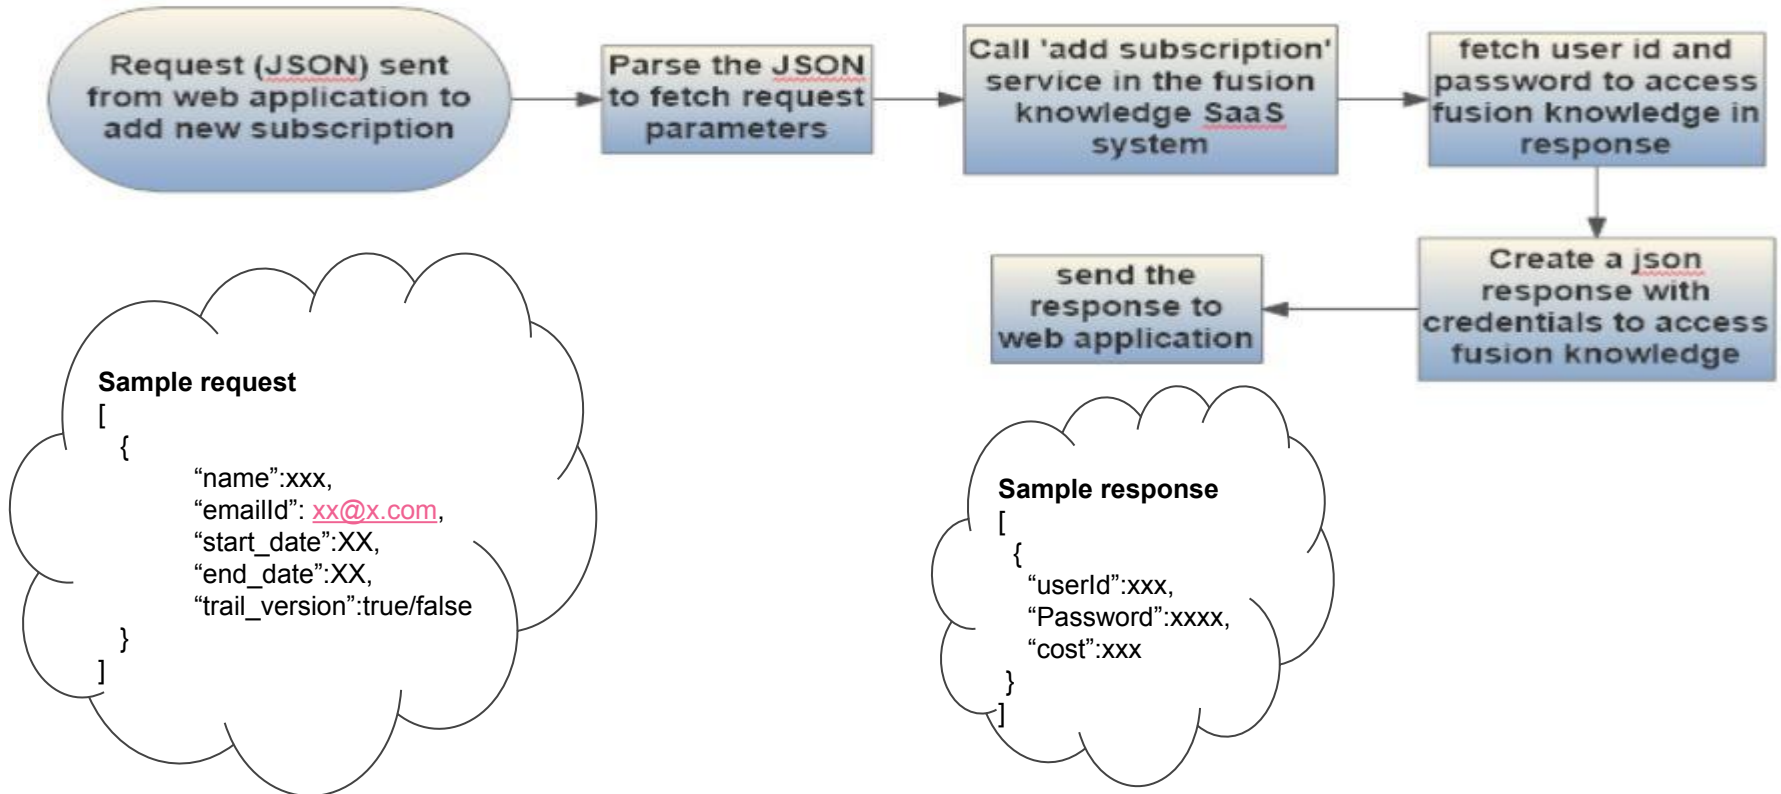 Request (JSON) sent
from web application to
add new subscription
Parse the JSON
to fetch request
parameters
Call 'add subscription'
service in the fusion
knowledge SaaS
system
fetch user id and
password to access
fusion knowledge in
response
Create a json
response with
credentials to access
fusion knowledge
send the
response to
web application
Sample request
[
{
“name”:xxx,
“emailId”: xx@x.com,
“start_date”:XX,
“end_date”:XX,
“trail_version”:true/false
}
]
Sample response
[
{
“userId”:xxx,
“Password”:xxxx,
“cost”:xxx
}
]